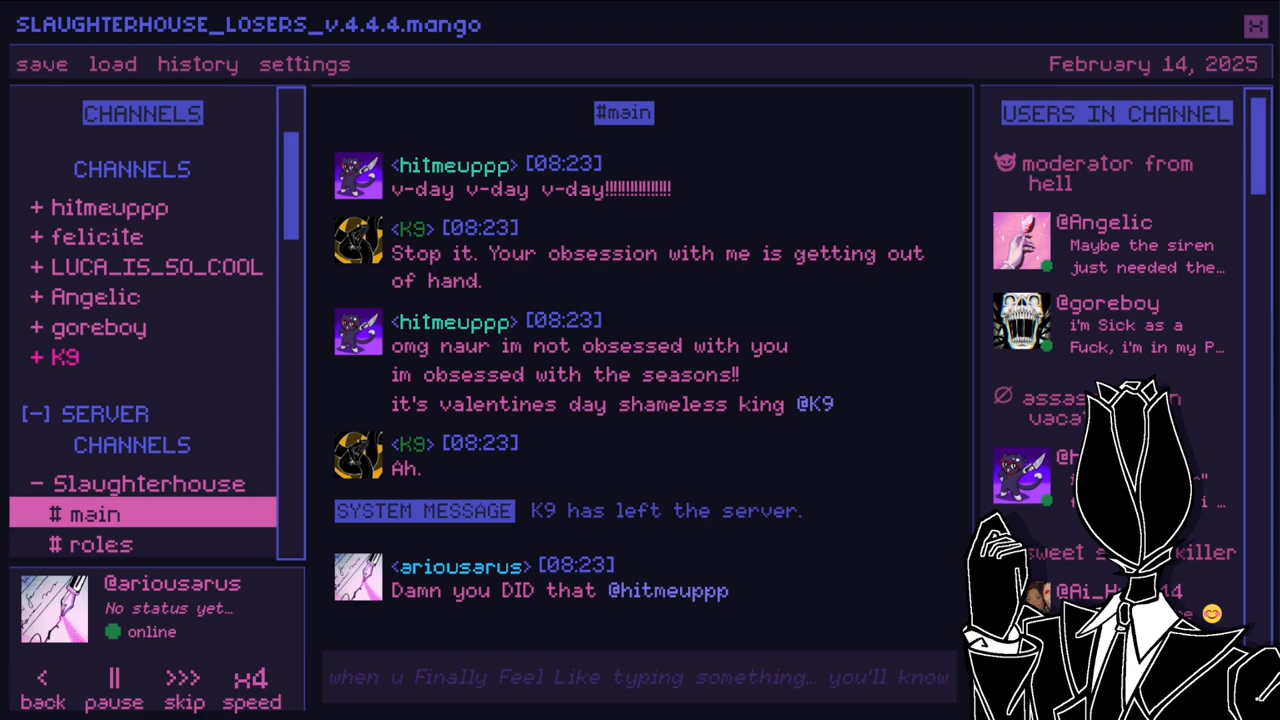 SLAUGHTERHOUSE_LOSERS_v.4.4.4.mango
x
save load history settings
February 14, 2025
CHANNELS
CHANNELS
+ hitmeuppp
+ felicite
+ LUCA_IS_SO_COOL
+ Angelic
+ goreboy
+ K9
[-] SERVER
CHANNELS
- Slaughterhouse
# main
# roles
@ariousarus
No status yet...
online
< || >>> x4
back pause skip speed
#main
<hitmeuppp> [08:23]
v-day v-day v-day!!!!!!!!!!!!!!!
<K9> [08:23]
Stop it. Your obsession with me is getting out
of hand.
<hitmeuppp> [08:23]
omg naur im not obsessed with you
im obsessed with the seasons!!
it's valentines day shameless king @K9
<K9> [08:23]
Ah.
SYSTEM MESSAGE K9 has left the server.
<ariousarus> [08:23]
Damn you DID that @hitmeuppp
when u Finally Feel Like typing something... you'll know
USERS IN CHANNEL
moderator from
hell
@Angelic
Maybe the siren
just needed the...
@goreboy
i'm Sick as a
Fuck, i'm in my P...
sweet killer